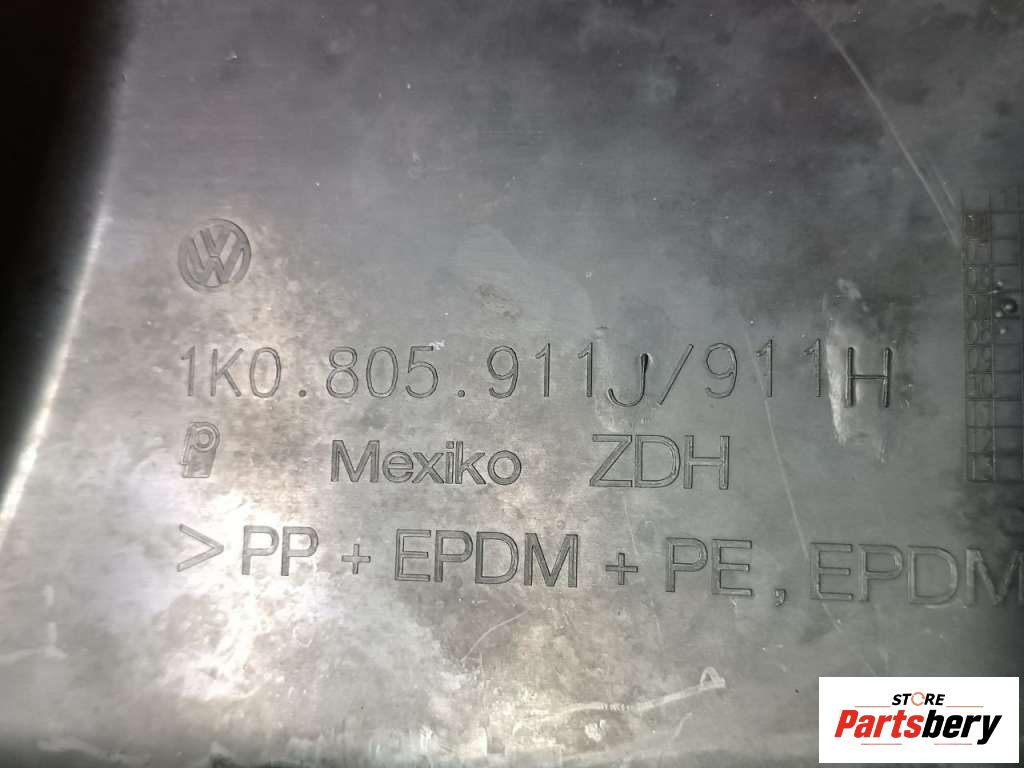 1K0.805.911J/911H
Mexiko ZDH
>PP + EPDM + PE, EPDM
STORE
Partsbery